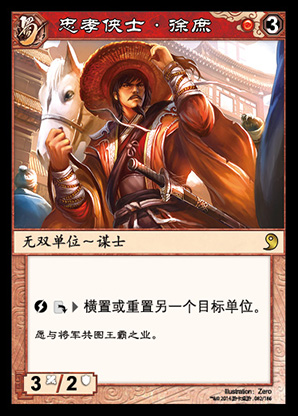 忠孝侠士·徐庶
3
无双单位～谋士
横置或重置另一个目标单位。
愿与将军共图王霸之业。
3/2
Illustration: Zero